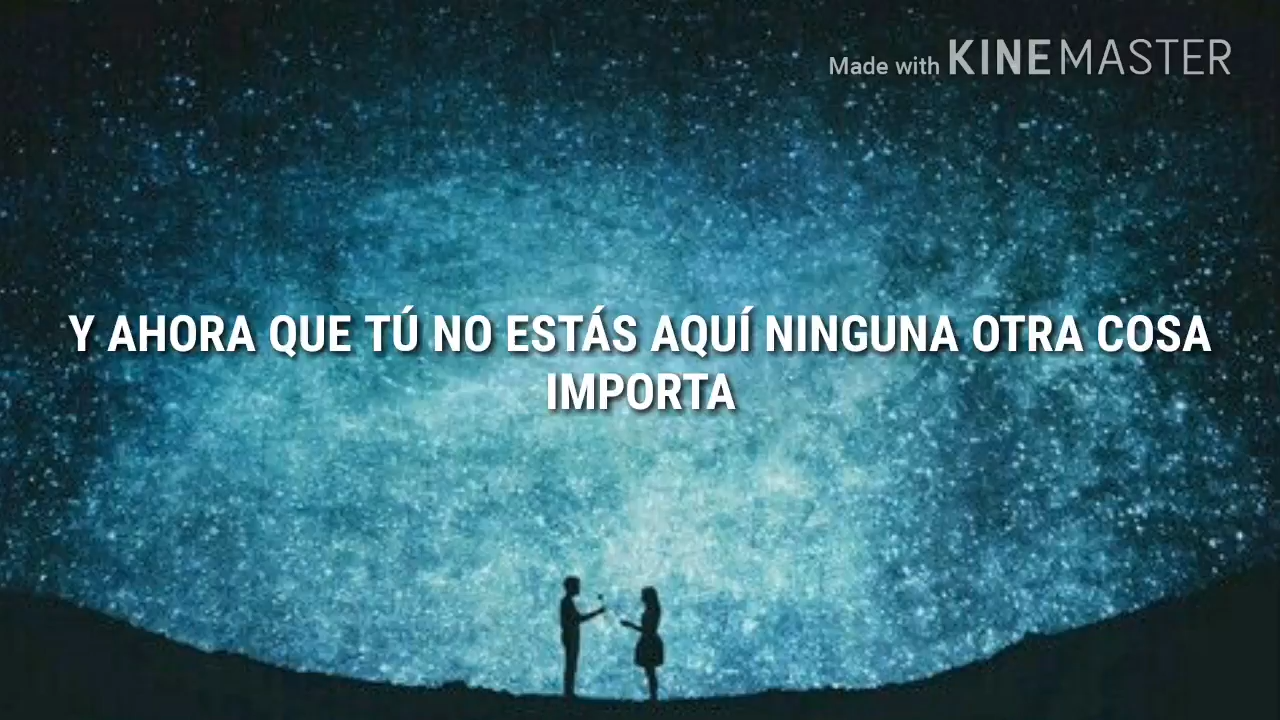 Made with KINEMASTER
Y AHORA QUE TÚ NO ESTÁS AQUÍ NINGUNA OTRA COSA
IMPORTA